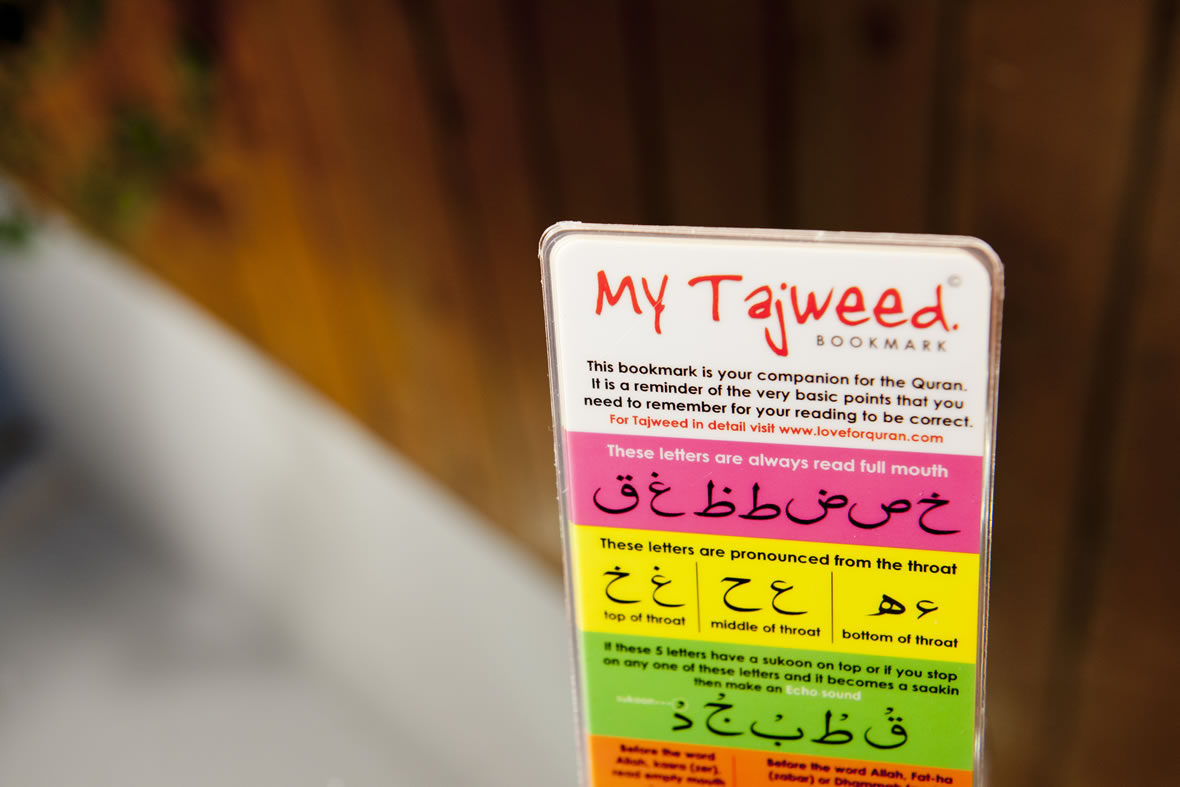 My Tajweed. ©
BOOKMARK
This bookmark is your companion for the Quran.
It is a reminder of the very basic points that you
need to remember for your reading to be correct.
For Tajweed in detail visit www.loveforquran.com
These letters are always read full mouth
خ ص ض ط ظ غ ق
These letters are pronounced from the throat
غ خ
top of throat
ع ح
middle of throat
ء ه
bottom of throat
If these 5 letters have a sukoon on top or if you stop
on any one of these letters and it becomes a saakin
then make an Echo sound
sukoon
قْ طْ بْ جْ دْ
Before the word
Allah, kasra (zer),
read empty mouth
Before the word Allah, Fat-ha
(zabar) or Dhammah